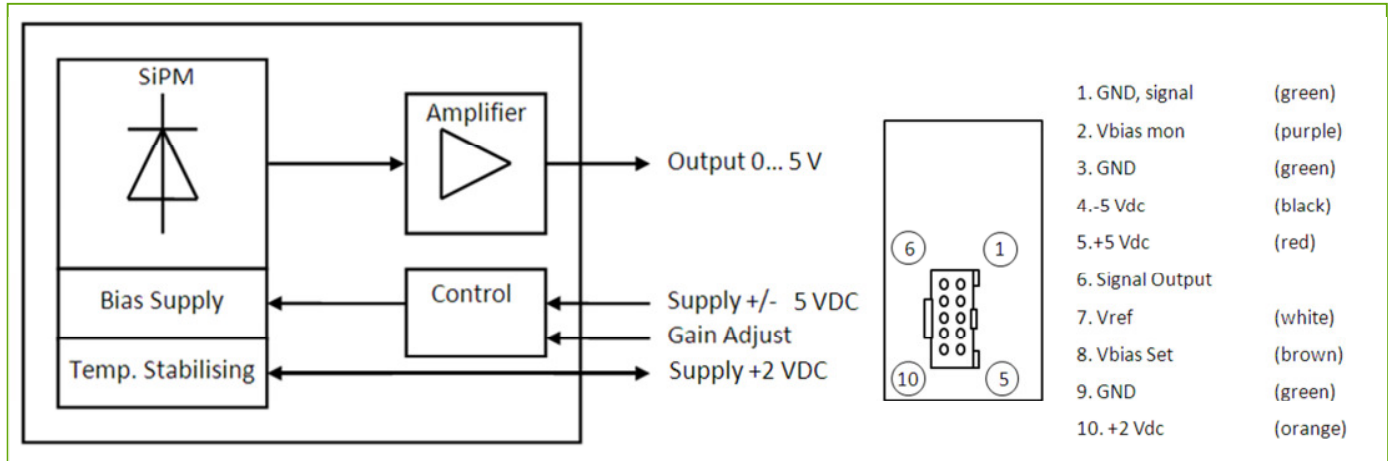 SiPM
Amplifier
Output 0... 5 V
Bias Supply
Control
Supply +/- 5 VDC
Gain Adjust
Temp. Stabilising
Supply +2 VDC
6
1
10
5
1. GND, signal (green)
2. Vbias mon (purple)
3. GND (green)
4.-5 Vdc (black)
5.+5 Vdc (red)
6. Signal Output
7. Vref (white)
8. Vbias Set (brown)
9. GND (green)
10. +2 Vdc (orange)